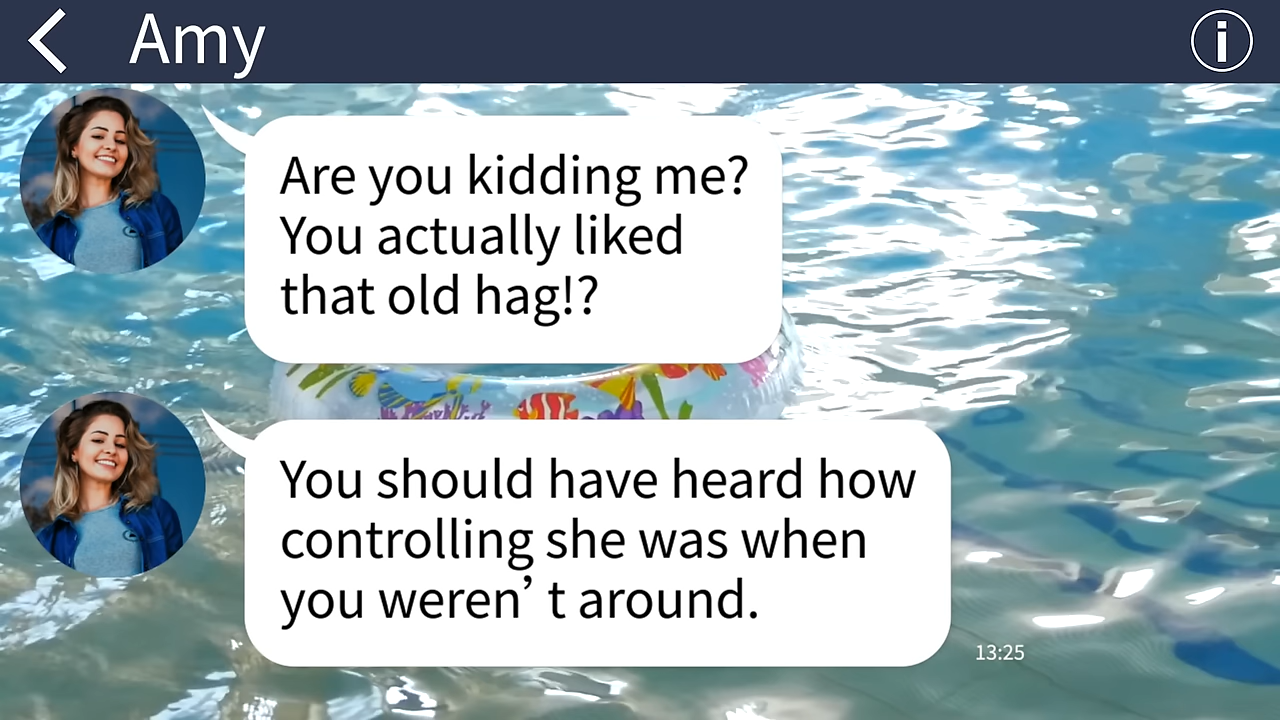 Amy
Are you kidding me?
You actually liked
that old hag!?
You should have heard how
controlling she was when
you weren’ t around.
13:25